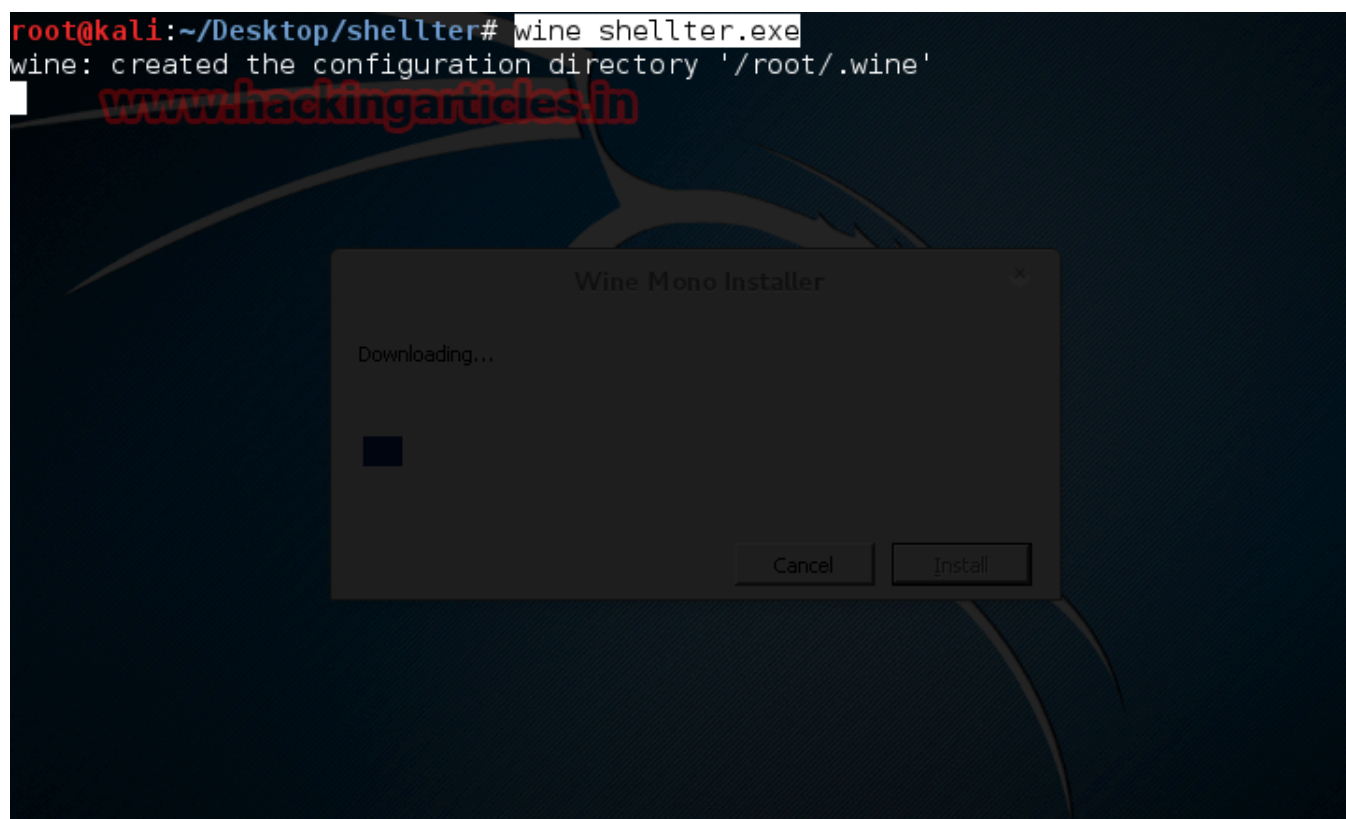 root@kali:~/Desktop/shellter# wine shellter.exe
wine: created the configuration directory '/root/.wine'
www.hackingarticles.in
Wine Mono Installer
Downloading...
Cancel
Install